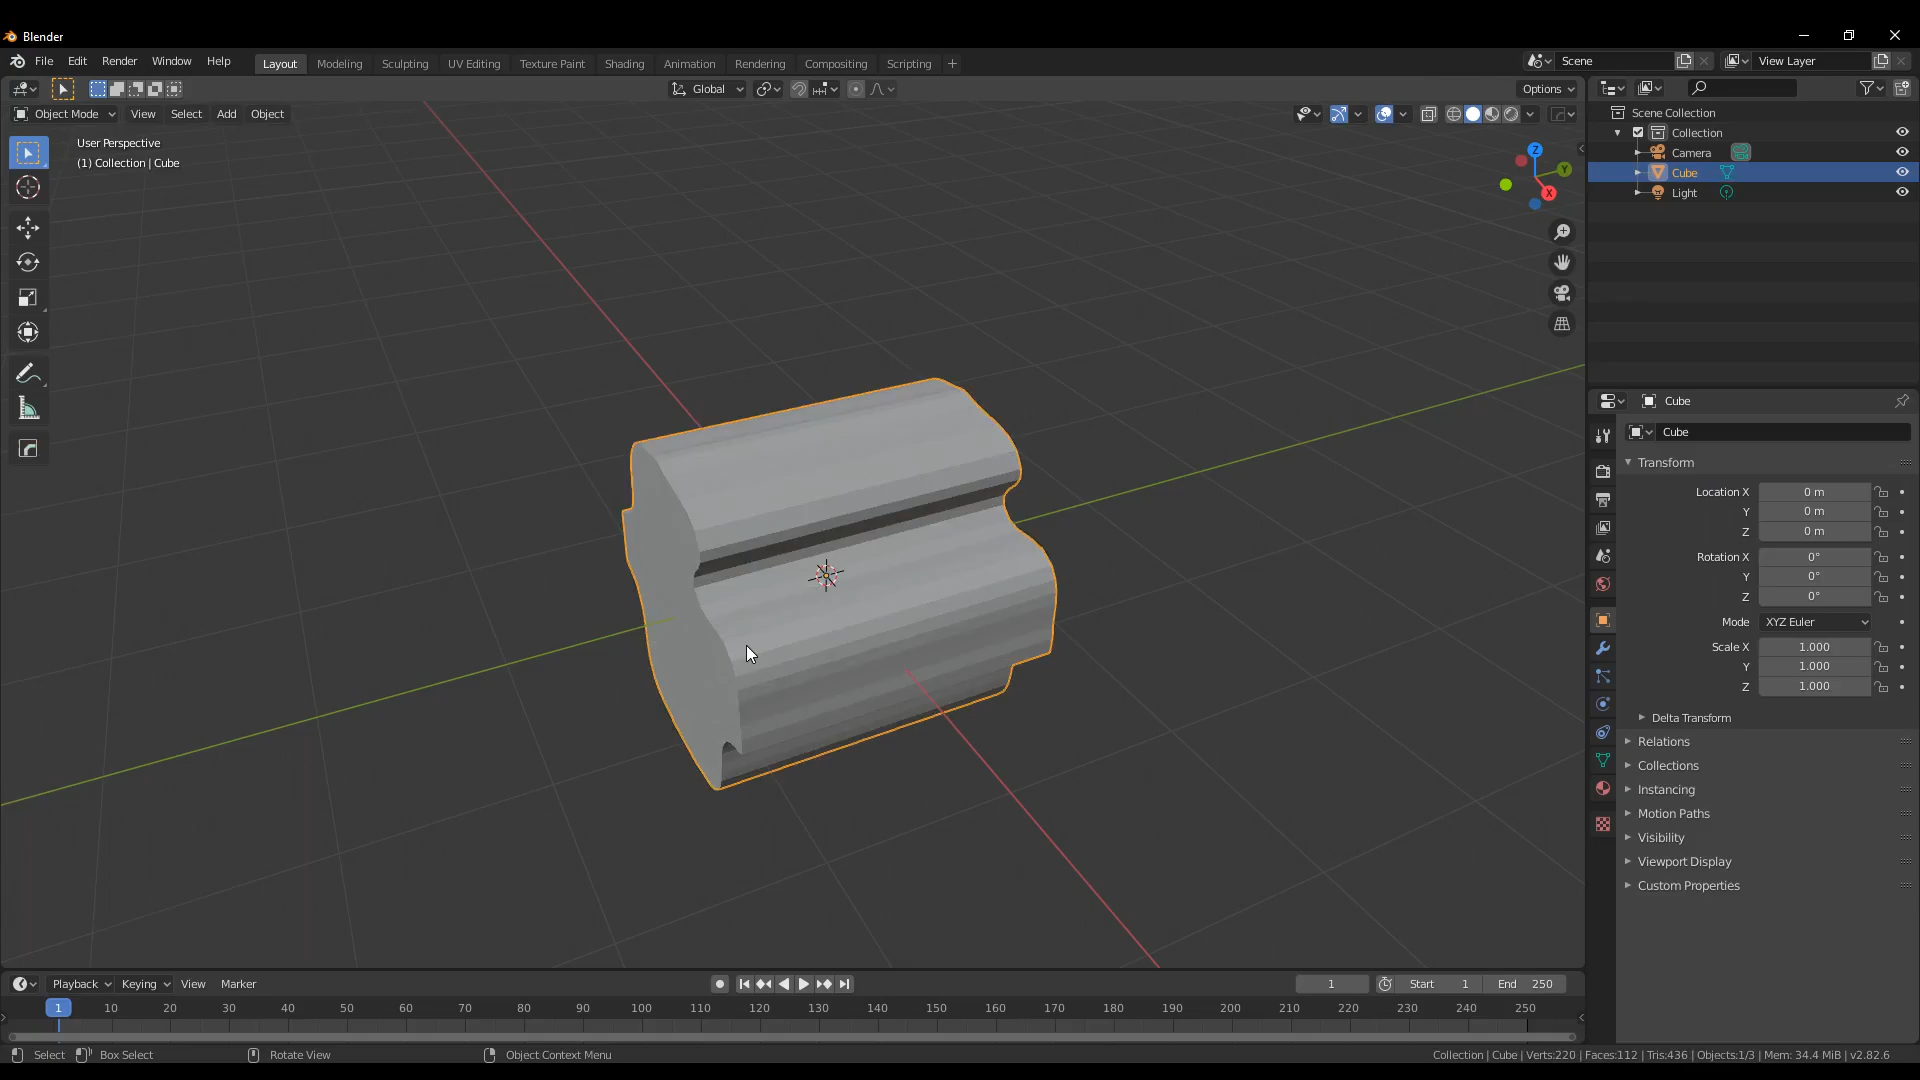 Blender
File Edit Render Window Help Layout Modeling Sculpting UV Editing Texture Paint Shading Animation Rendering Compositing Scripting + Scene View Layer
Global Options
Object Mode View Select Add Object
User Perspective
(1) Collection | Cube
Z
Y
X
Scene Collection
Collection
Camera
Cube
Light
Cube
Cube
Transform
Location X 0 m
Y 0 m
Z 0 m
Rotation X 0°
Y 0°
Z 0°
Mode XYZ Euler
Scale X 1.000
Y 1.000
Z 1.000
Delta Transform
Relations
Collections
Instancing
Motion Paths
Visibility
Viewport Display
Custom Properties
Playback Keying View Marker 1 Start 1 End 250
1 10 20 30 40 50 60 70 80 90 100 110 120 130 140 150 160 170 180 190 200 210 220 230 240 250
Select Box Select Rotate View Object Context Menu Collection | Cube | Verts:220 | Faces:112 | Tris:436 | Objects:1/3 | Mem: 34.4 MiB | v2.82.6